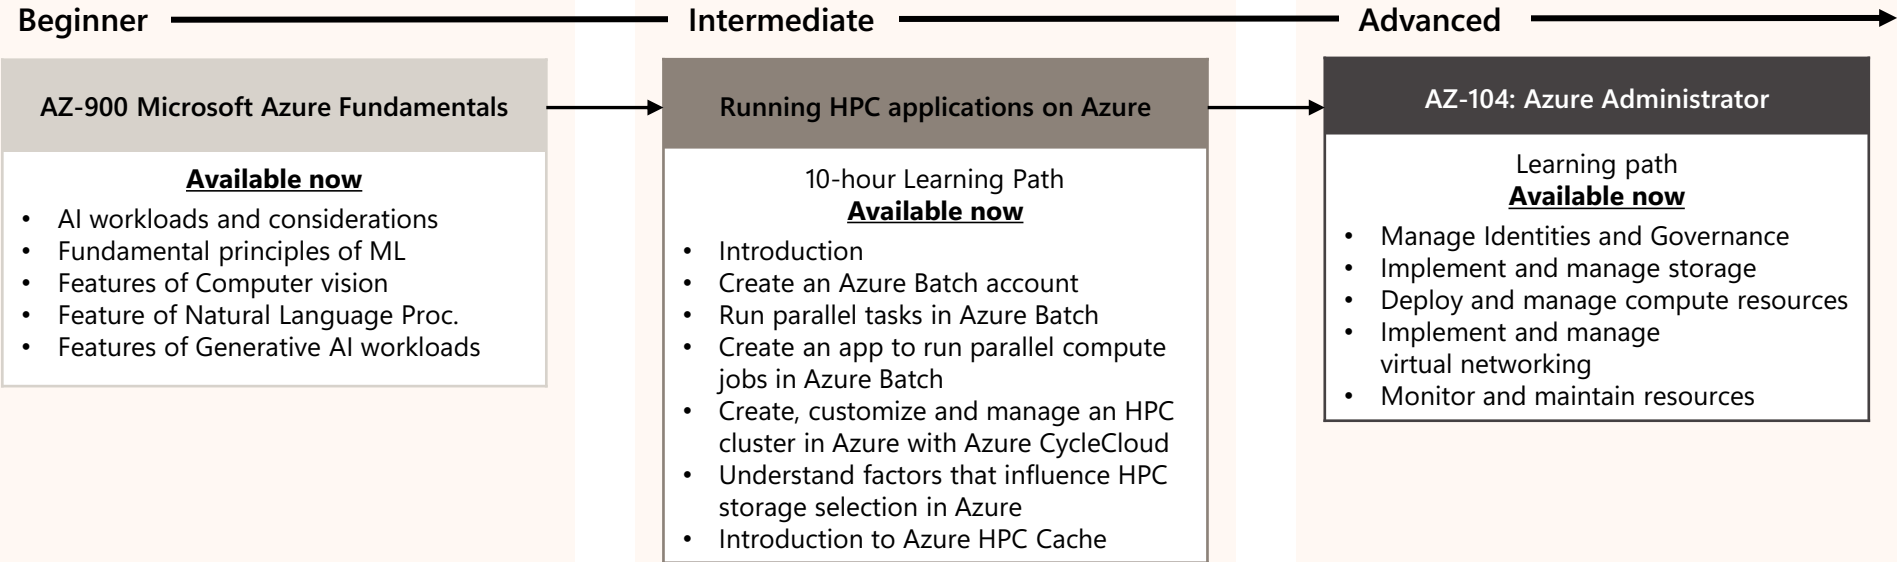 Beginner
Intermediate
Advanced
AZ-900 Microsoft Azure Fundamentals
Available now
• AI workloads and considerations
• Fundamental principles of ML
• Features of Computer vision
• Feature of Natural Language Proc.
• Features of Generative AI workloads
Running HPC applications on Azure
10-hour Learning Path
Available now
• Introduction
• Create an Azure Batch account
• Run parallel tasks in Azure Batch
• Create an app to run parallel compute
jobs in Azure Batch
• Create, customize and manage an HPC
cluster in Azure with Azure CycleCloud
• Understand factors that influence HPC
storage selection in Azure
• Introduction to Azure HPC Cache
AZ-104: Azure Administrator
Learning path
Available now
• Manage Identities and Governance
• Implement and manage storage
• Deploy and manage compute resources
• Implement and manage
virtual networking
• Monitor and maintain resources